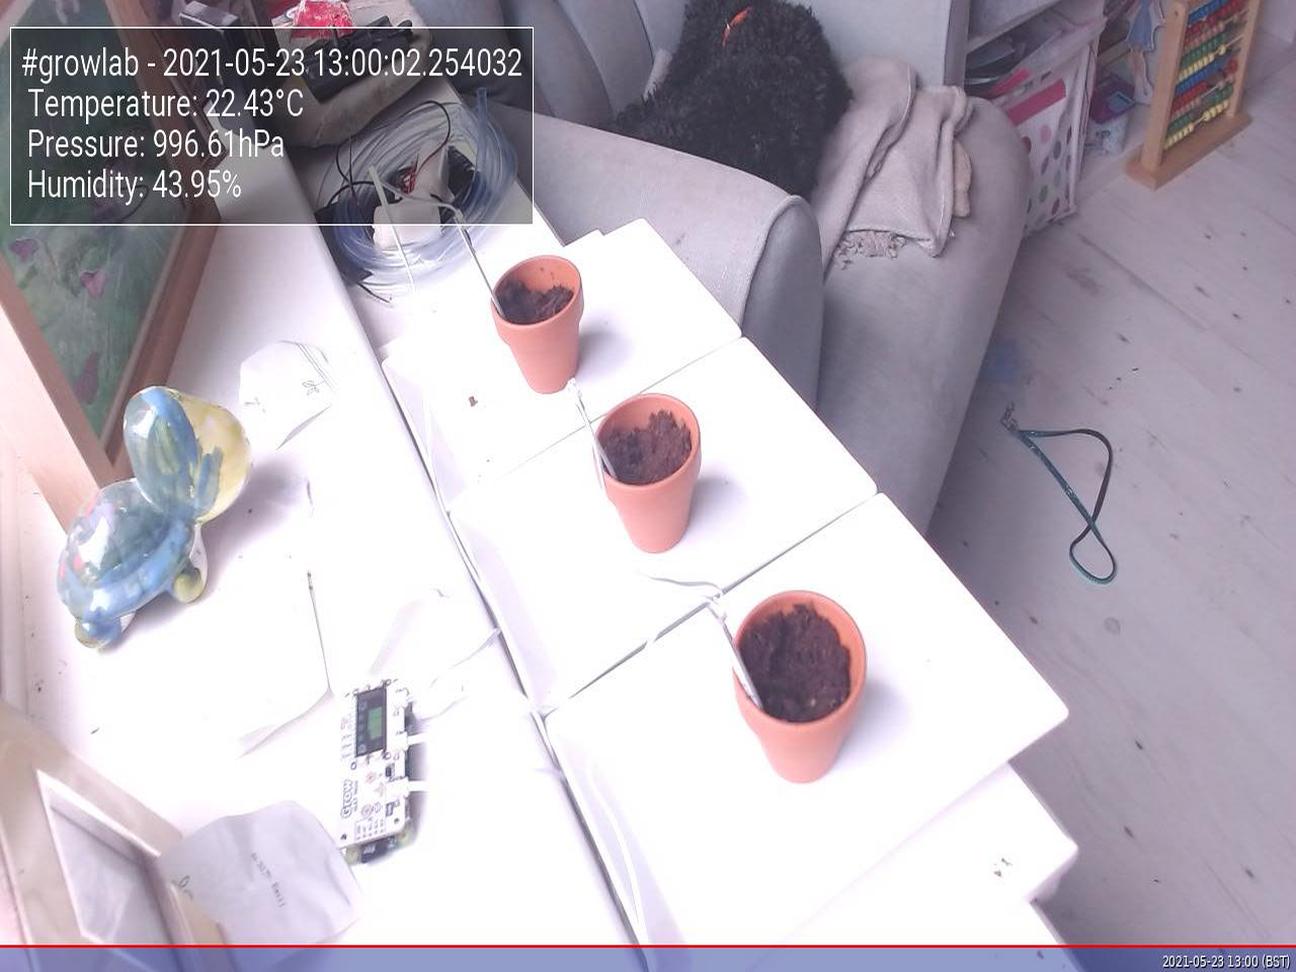 #growlab - 2021-05-23 13:00:02.254032
Temperature: 22.43°C
Pressure: 996.61hPa
Humidity: 43.95%
Grow
2021-05-23 13:00 (BST)